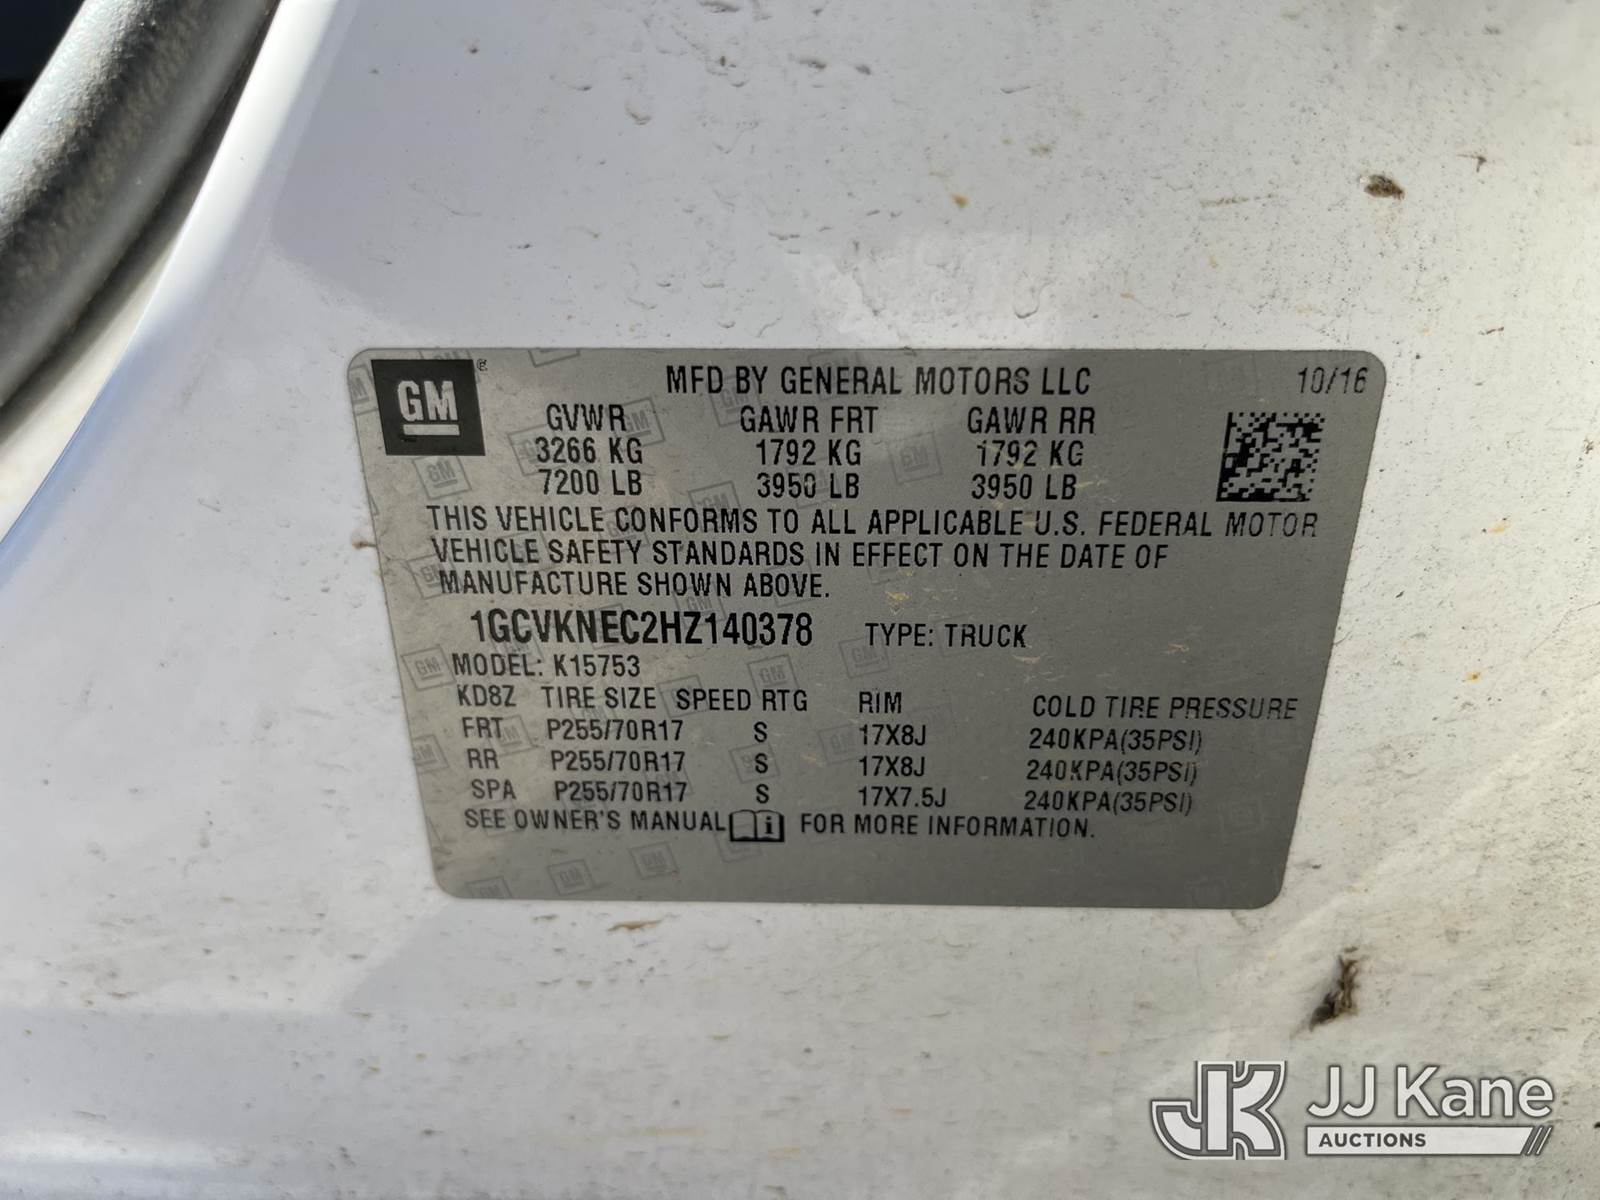 GM
MFD BY GENERAL MOTORS LLC 10/16
GVWR GAWR FRT GAWR RR
3266 KG 1792 KG 1792 KG
7200 LB 3950 LB 3950 LB
THIS VEHICLE CONFORMS TO ALL APPLICABLE U.S. FEDERAL MOTOR
VEHICLE SAFETY STANDARDS IN EFFECT ON THE DATE OF
MANUFACTURE SHOWN ABOVE.
1GCVKNEC2HZ140378 TYPE: TRUCK
MODEL: K15753
KD8Z TIRE SIZE SPEED RTG RIM COLD TIRE PRESSURE
FRT P255/70R17 S 17X8J 240KPA(35PSI)
RR P255/70R17 S 17X8J 240KPA(35PSI)
SPA P255/70R17 S 17X7.5J 240KPA(35PSI)
SEE OWNER'S MANUAL i FOR MORE INFORMATION.
JK JJ Kane
AUCTIONS